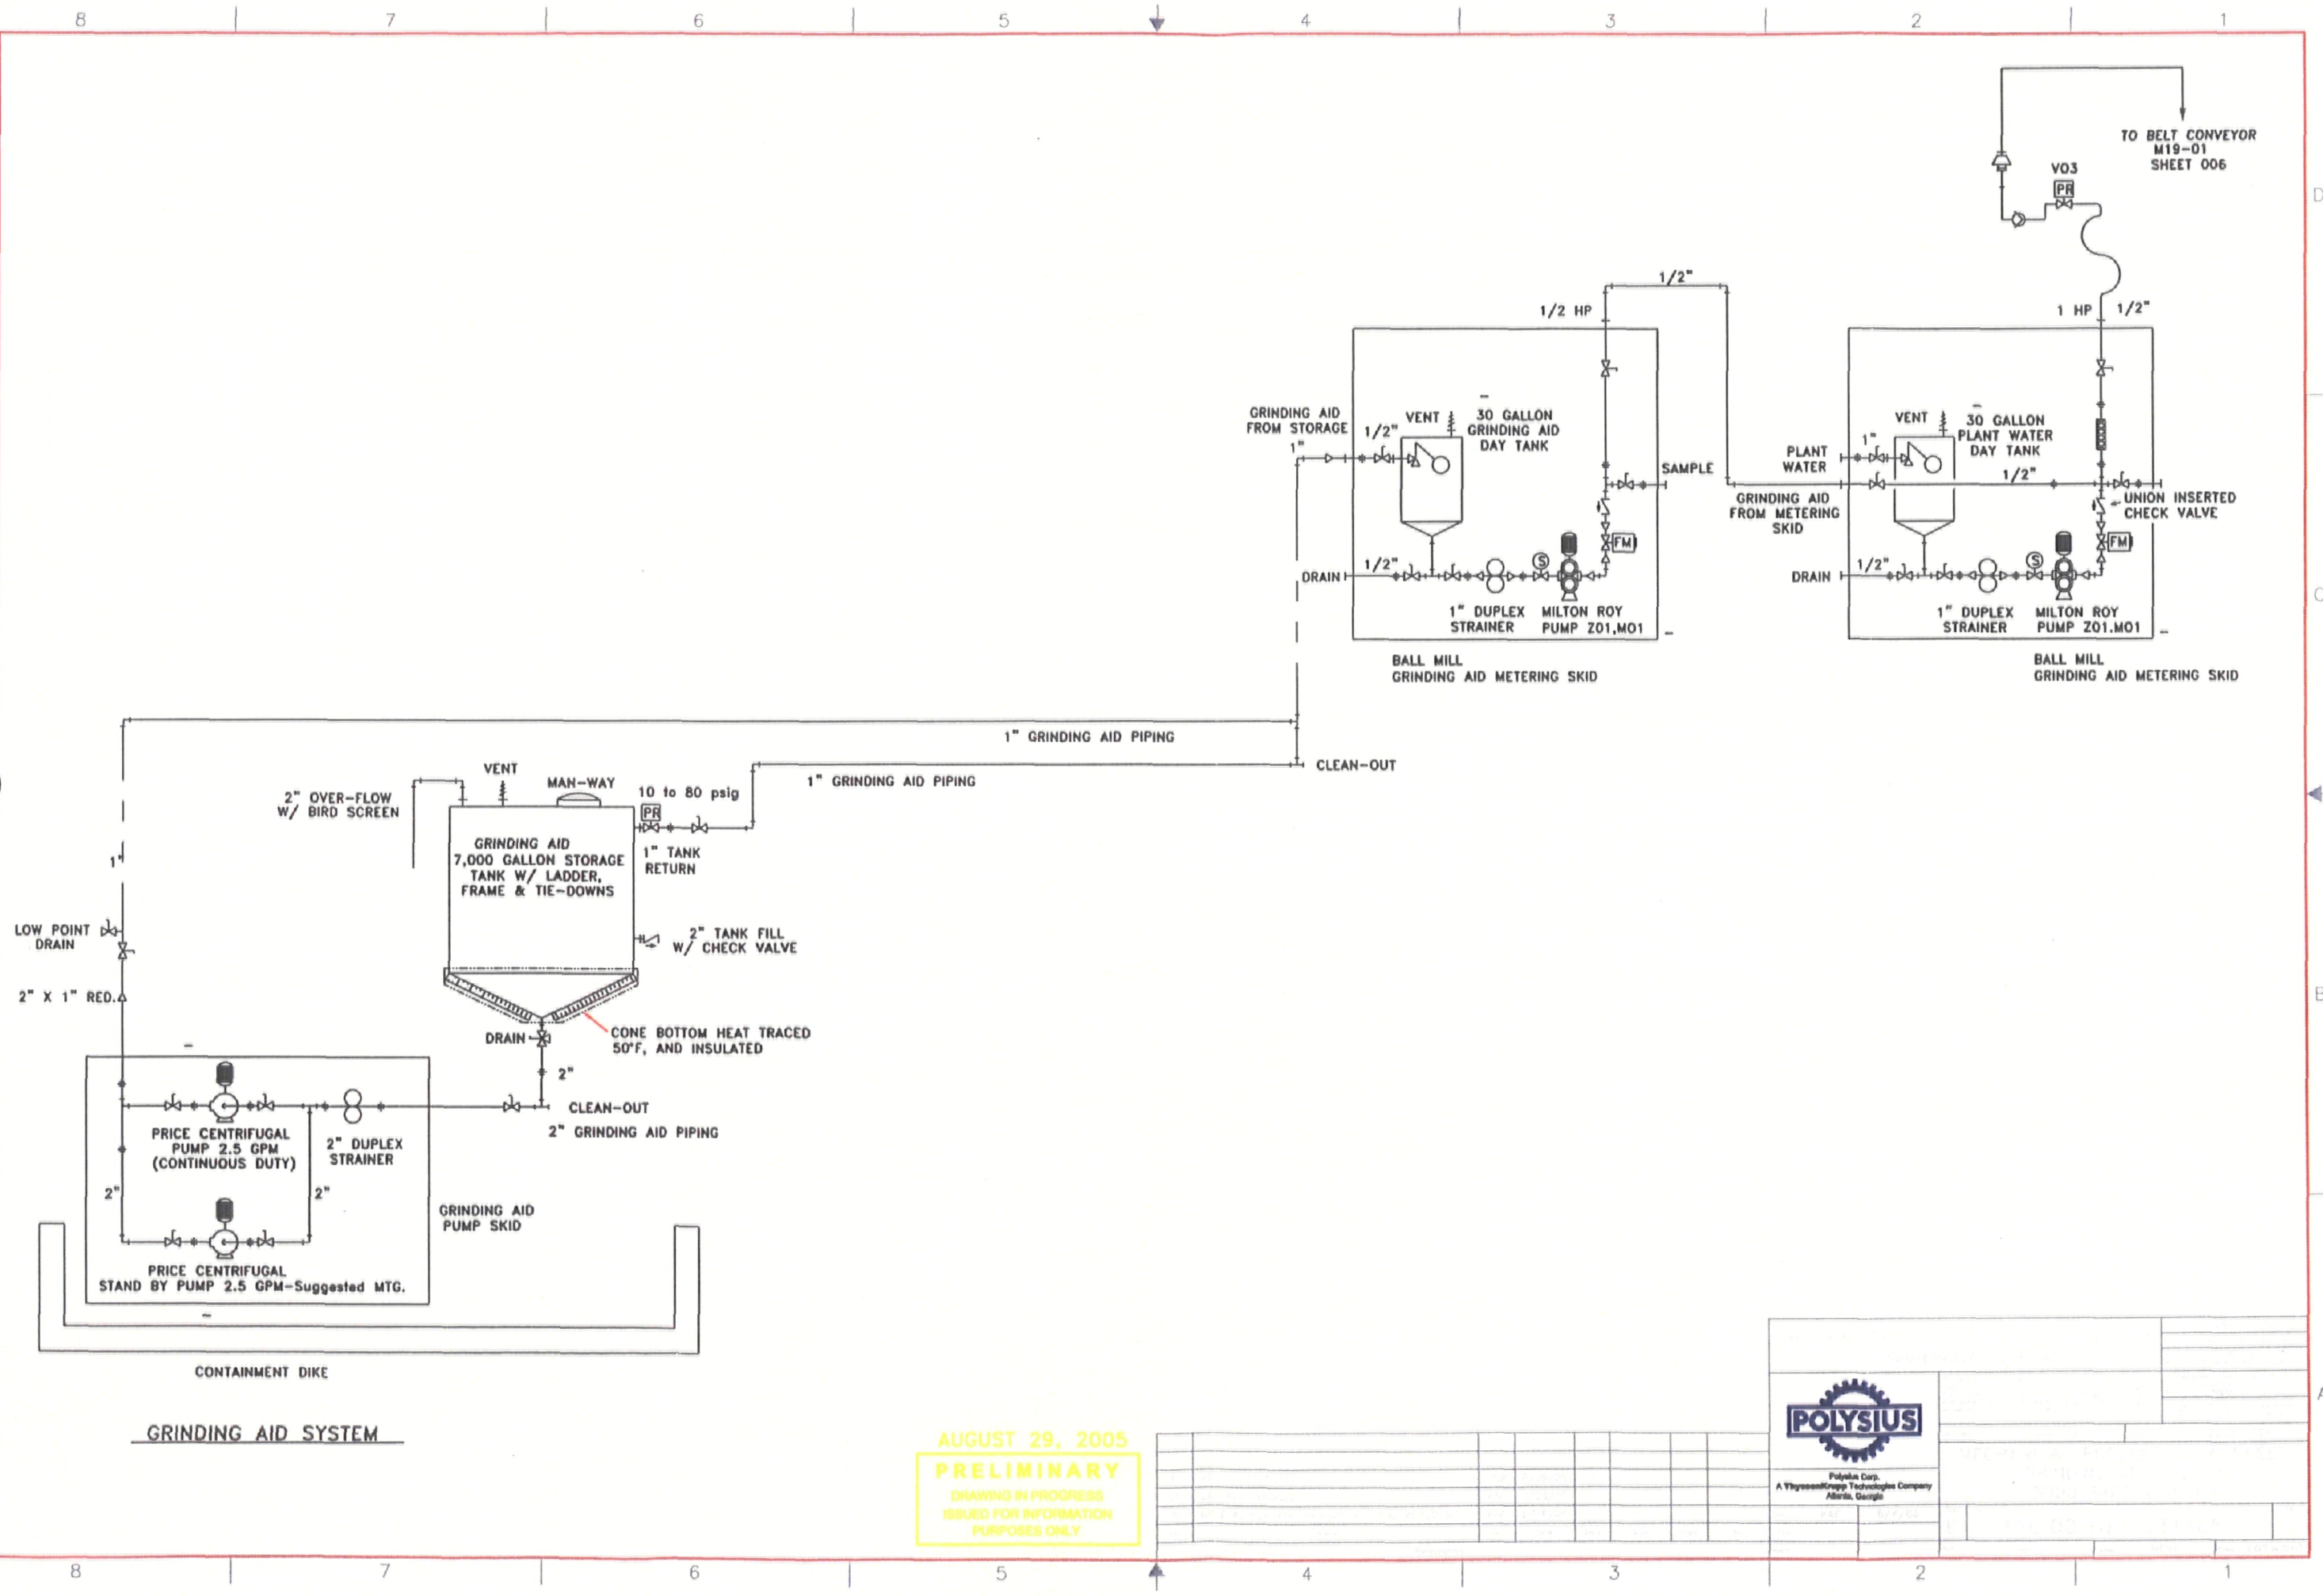 8 7 6 5 4 3 2 1
TO BELT CONVEYOR
M19-01
SHEET 006
V03
PR
D
1/2"
1/2 HP
1 HP
1/2"
GRINDING AID
FROM STORAGE
1"
1/2"
VENT
30 GALLON
GRINDING AID
DAY TANK
SAMPLE
FM
S
DRAIN
1/2"
1" DUPLEX
STRAINER
MILTON ROY
PUMP Z01,M01
BALL MILL
GRINDING AID METERING SKID
PLANT
WATER
1"
VENT
30 GALLON
PLANT WATER
DAY TANK
1/2"
GRINDING AID
FROM METERING
SKID
UNION INSERTED
CHECK VALVE
FM
S
DRAIN
1/2"
1" DUPLEX
STRAINER
MILTON ROY
PUMP Z01.M01
BALL MILL
GRINDING AID METERING SKID
C
1" GRINDING AID PIPING
1" GRINDING AID PIPING
CLEAN-OUT
VENT
MAN-WAY
2" OVER-FLOW
W/ BIRD SCREEN
10 to 80 psig
PR
GRINDING AID
7,000 GALLON STORAGE
TANK W/ LADDER,
FRAME & TIE-DOWNS
1" TANK
RETURN
1"
LOW POINT
DRAIN
2" TANK FILL
W/ CHECK VALVE
2" X 1" RED.
B
DRAIN
CONE BOTTOM HEAT TRACED
50°F, AND INSULATED
2"
CLEAN-OUT
2" GRINDING AID PIPING
PRICE CENTRIFUGAL
PUMP 2.5 GPM
(CONTINUOUS DUTY)
2" DUPLEX
STRAINER
2"
2"
GRINDING AID
PUMP SKID
PRICE CENTRIFUGAL
STAND BY PUMP 2.5 GPM-Suggested MTG.
CONTAINMENT DIKE
GRINDING AID SYSTEM
A
AUGUST 29, 2005
PRELIMINARY
DRAWING IN PROGRESS
ISSUED FOR INFORMATION
PURPOSES ONLY
POLYSIUS
Polysius Corp.
A ThyssenKrupp Technologies Company
Atlanta, Georgia
8 7 6 5 4 3 2 1